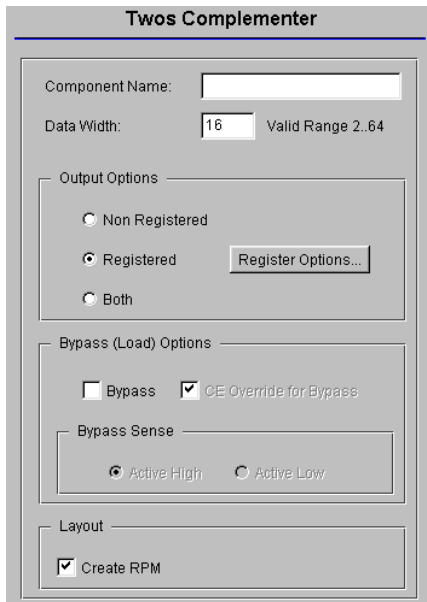 Twos Complementer
Component Name:
Data Width: 16 Valid Range 2..64
Output Options
Non Registered
Registered Register Options...
Both
Bypass (Load) Options
Bypass CE Override for Bypass
Bypass Sense
Active High Active Low
Layout
Create RPM